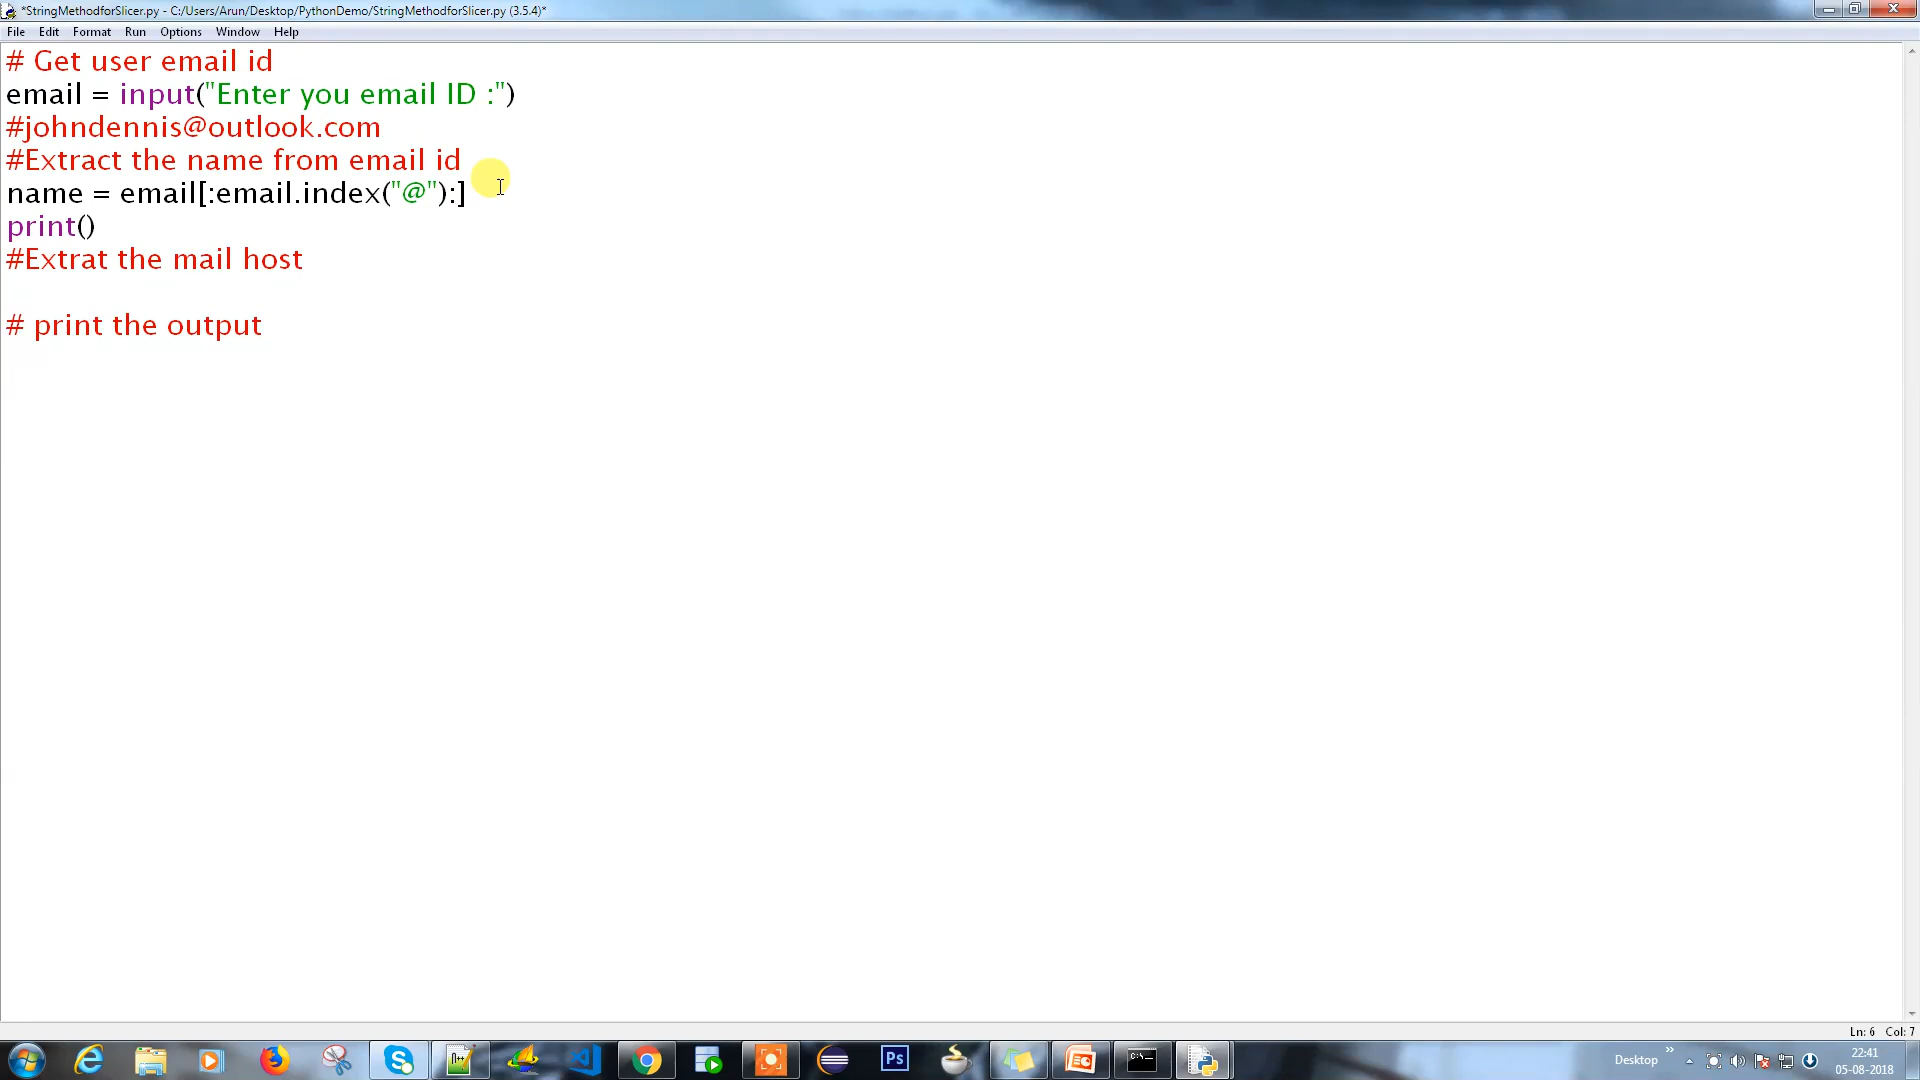 *StringMethodforSlicer.py - C:/Users/Arun/Desktop/PythonDemo/StringMethodforSlicer.py (3.5.4)*
File Edit Format Run Options Window Help
# Get user email id
email = input("Enter you email ID :")
#johndennis@outlook.com
#Extract the name from email id
name = email[:email.index("@"):]
print()
#Extrat the mail host
# print the output
Ln: 6 Col: 7
Ps
Desktop
22:41
05-08-2018